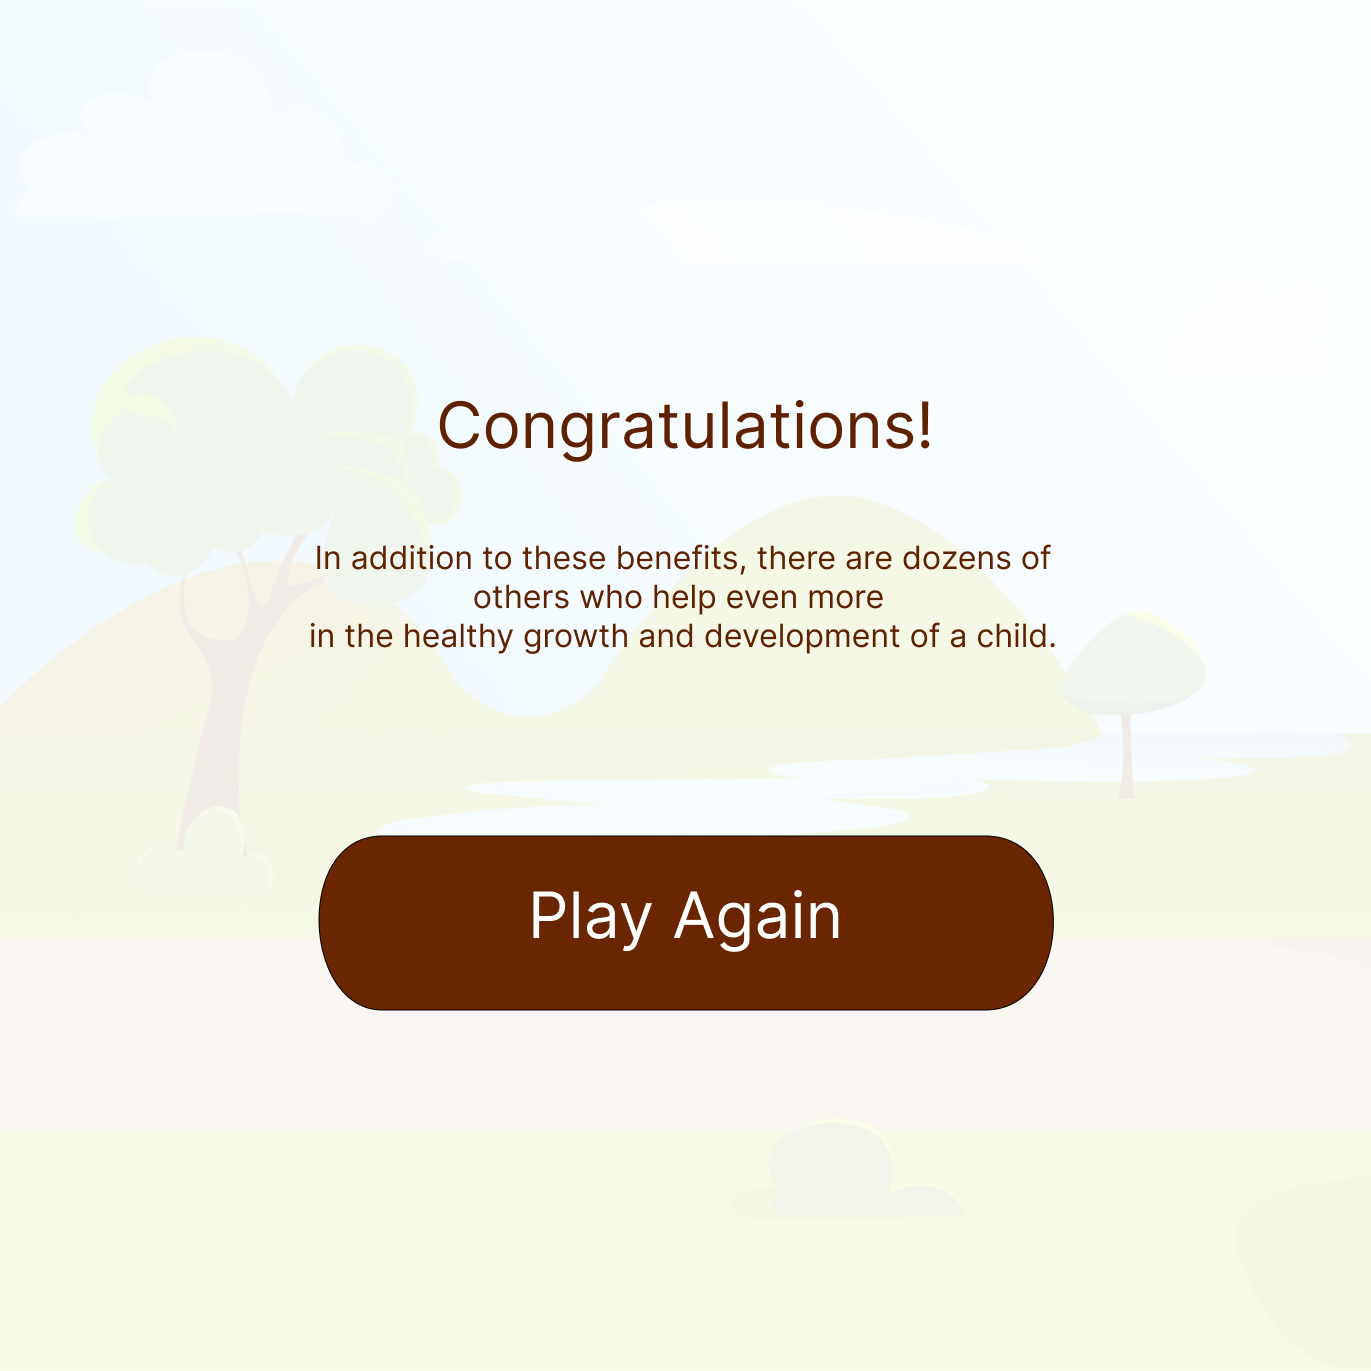 Congratulations!
In addition to these benefits, there are dozens of
others who help even more
in the healthy growth and development of a child.
Play Again